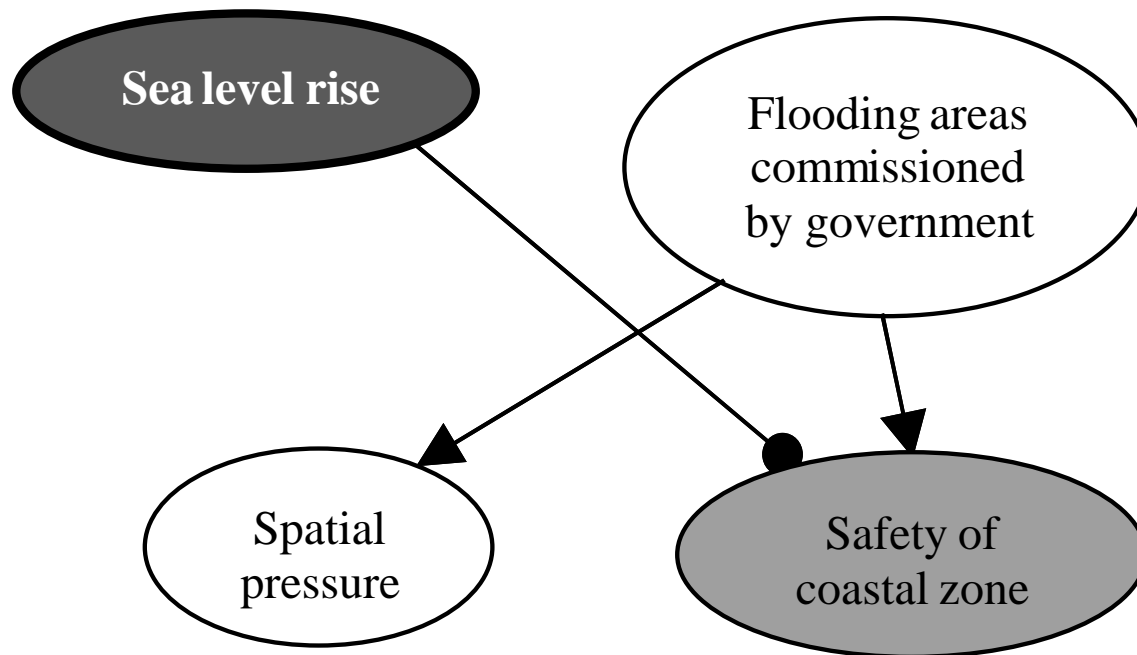 Sea level rise
Flooding areas
commissioned
by government
Spatial
pressure
Safety of
coastal zone